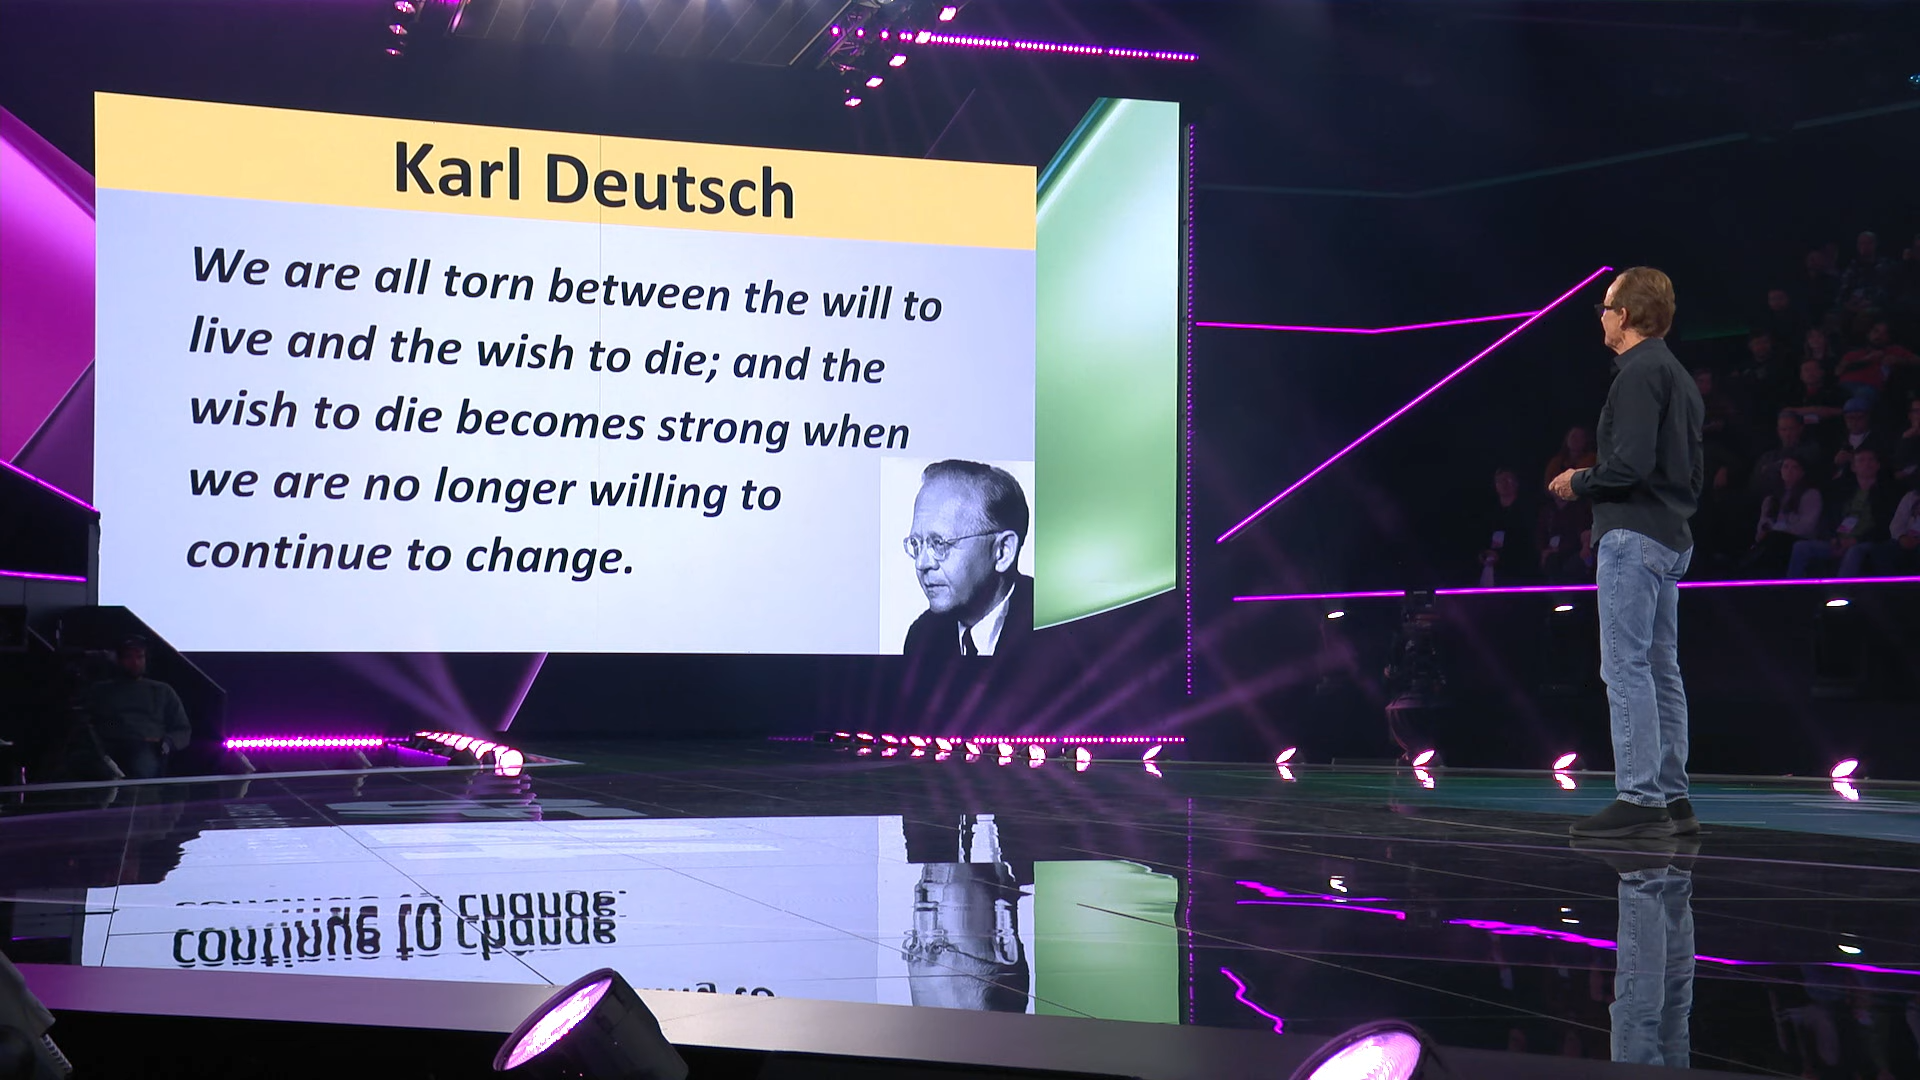 Karl Deutsch
We are all torn between the will to
live and the wish to die; and the
wish to die becomes strong when
we are no longer willing to
continue to change.